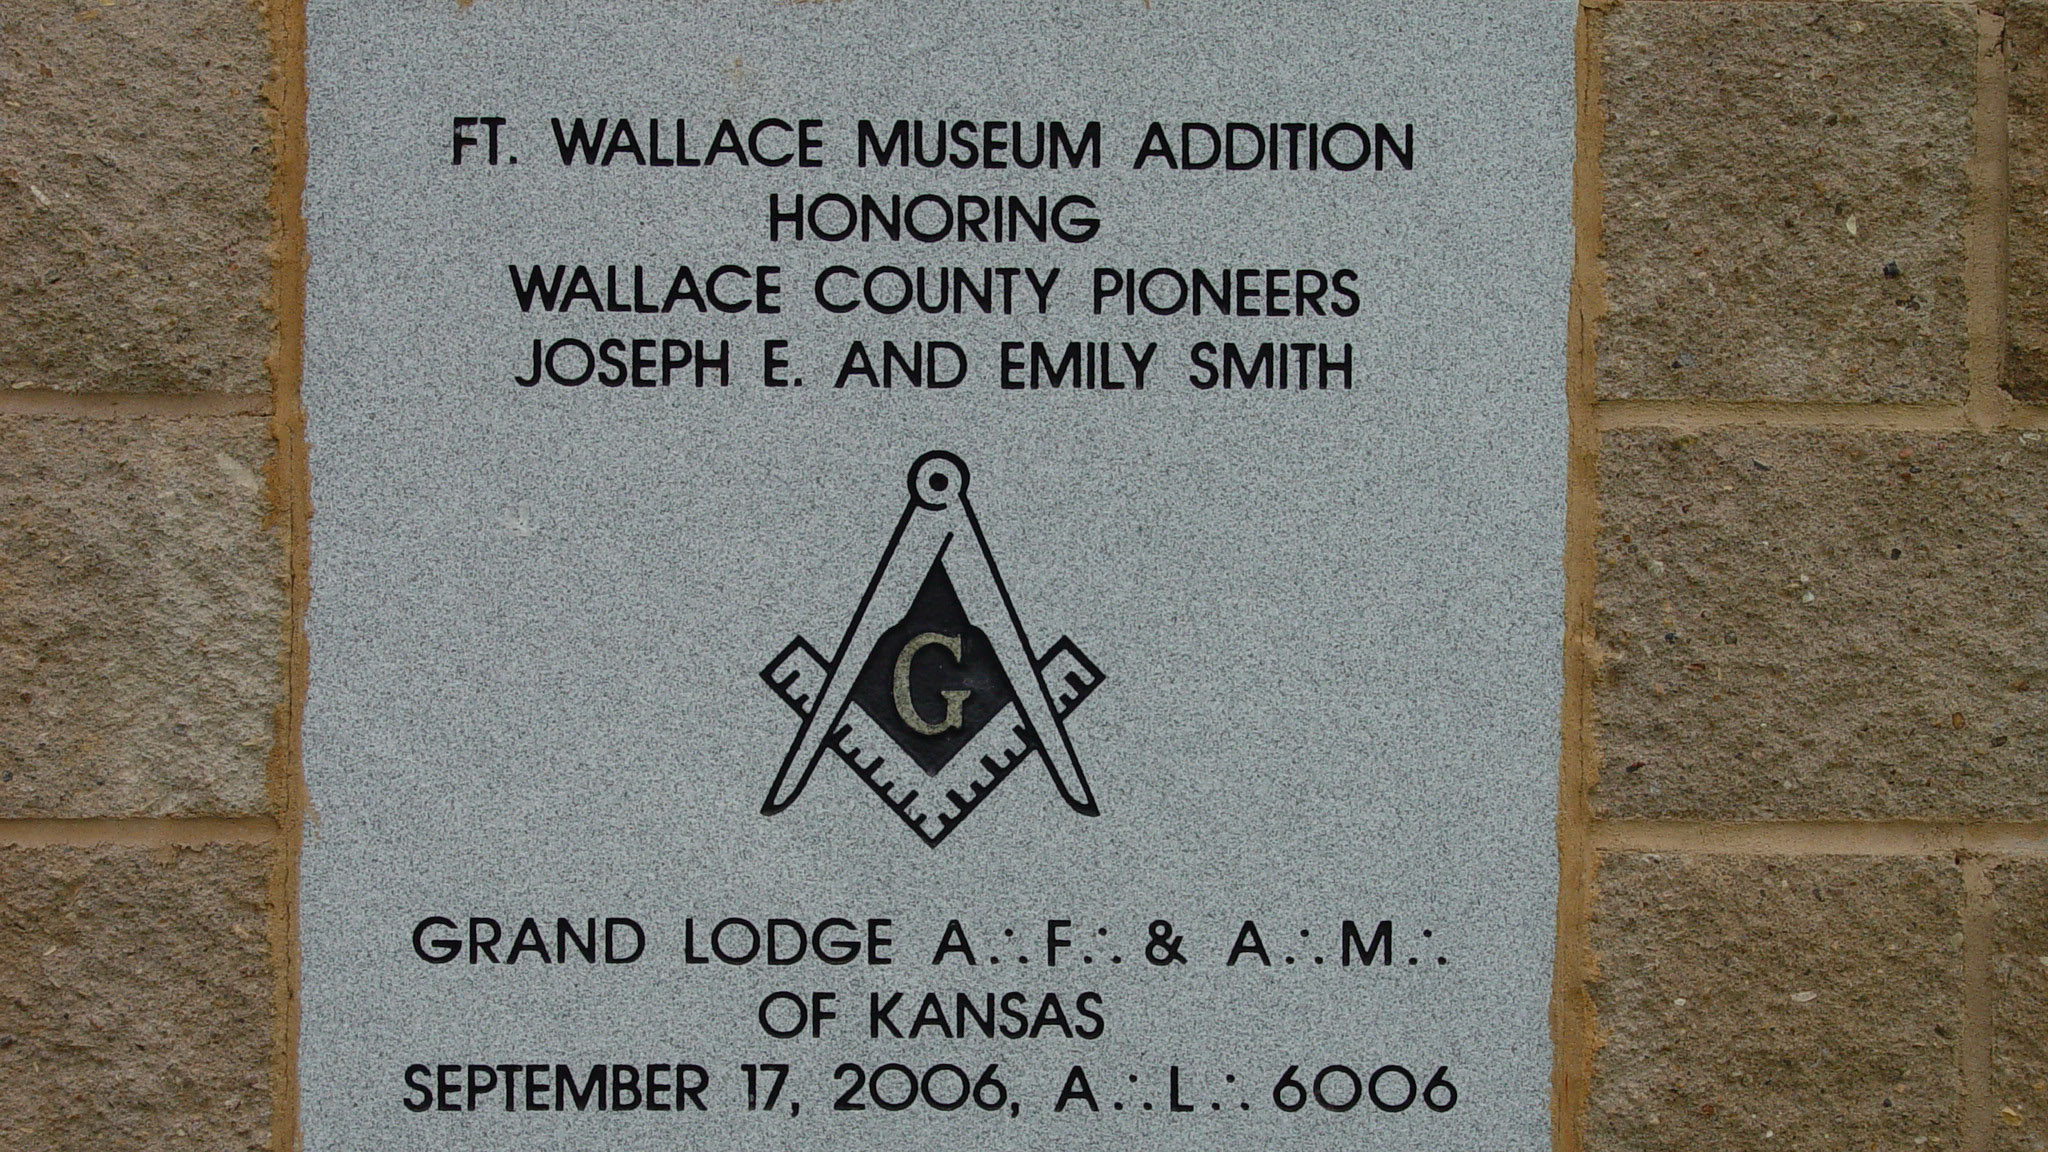 FT. WALLACE MUSEUM ADDITION
HONORING
WALLACE COUNTY PIONEERS
JOSEPH E. AND EMILY SMITH
G
GRAND LODGE A∴F∴ & A∴M∴
OF KANSAS
SEPTEMBER 17, 2006, A∴L∴ 6006